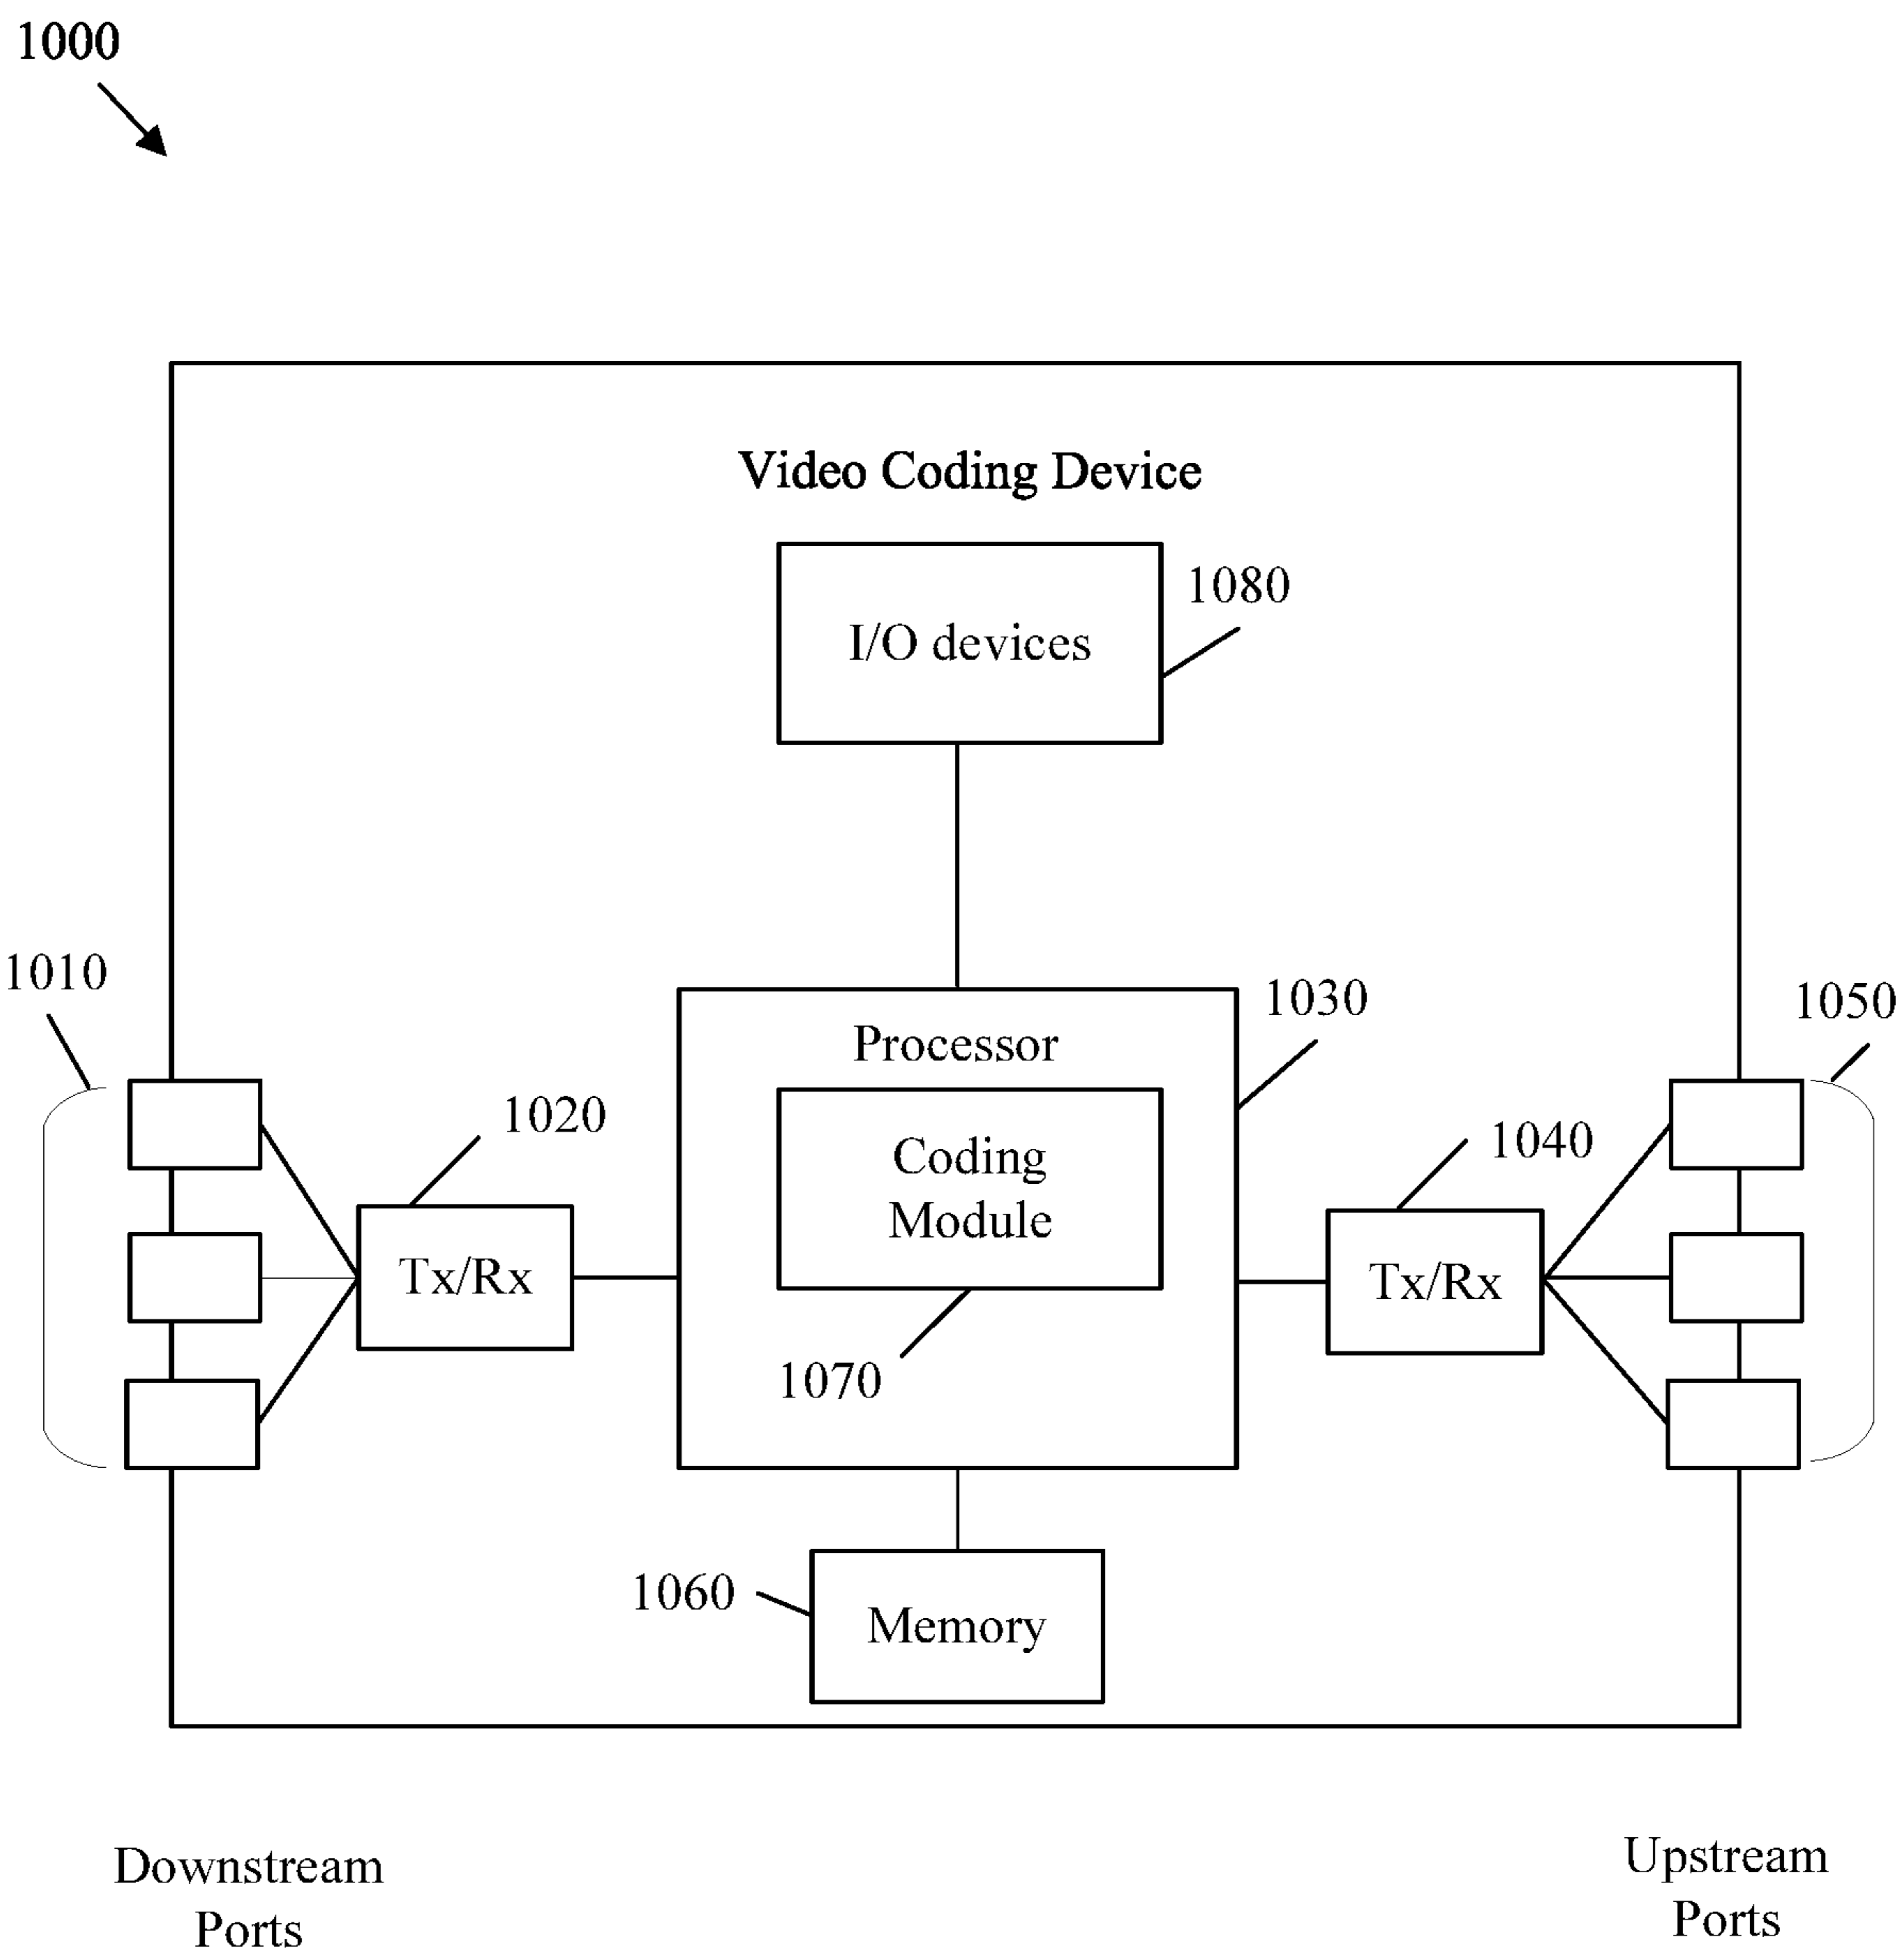 1000
Video Coding Device
I/O devices
1080
1010
1030
1050
Processor
1020
Coding
Module
1040
Tx/Rx
Tx/Rx
1070
1060
Memory
Downstream
Ports
Upstream
Ports